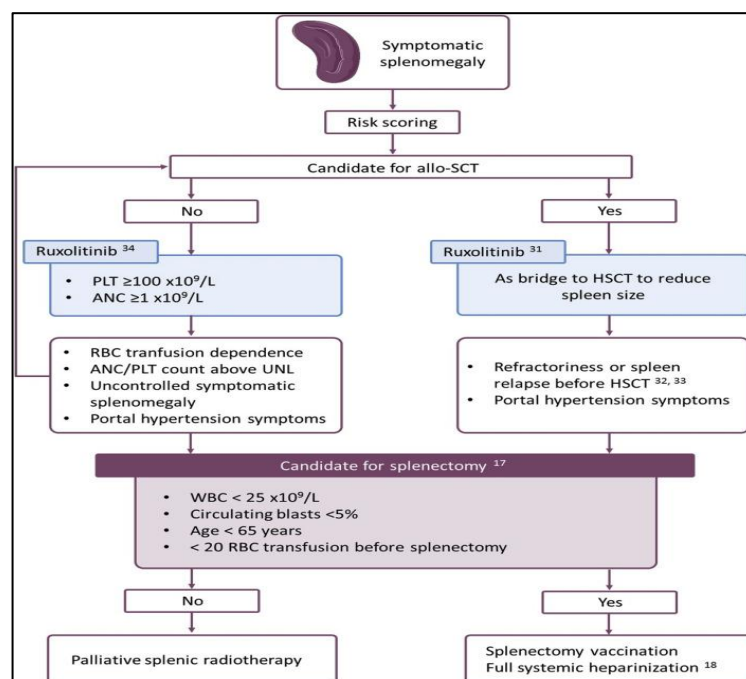 Symptomatic
splenomegaly
Risk scoring
Candidate for allo-SCT
No
Yes
Ruxolitinib 34
• PLT ≥100 x10⁹/L
• ANC ≥1 x10⁹/L
Ruxolitinib 31
As bridge to HSCT to reduce
spleen size
• RBC tranfusion dependence
• ANC/PLT count above UNL
• Uncontrolled symptomatic
splenomegaly
• Portal hypertension symptoms
• Refractoriness or spleen
relapse before HSCT 32, 33
• Portal hypertension symptoms
Candidate for splenectomy 17
• WBC < 25 x10⁹/L
• Circulating blasts <5%
• Age < 65 years
• < 20 RBC transfusion before splenectomy
No
Yes
Palliative splenic radiotherapy
Splenectomy vaccination
Full systemic heparinization 18